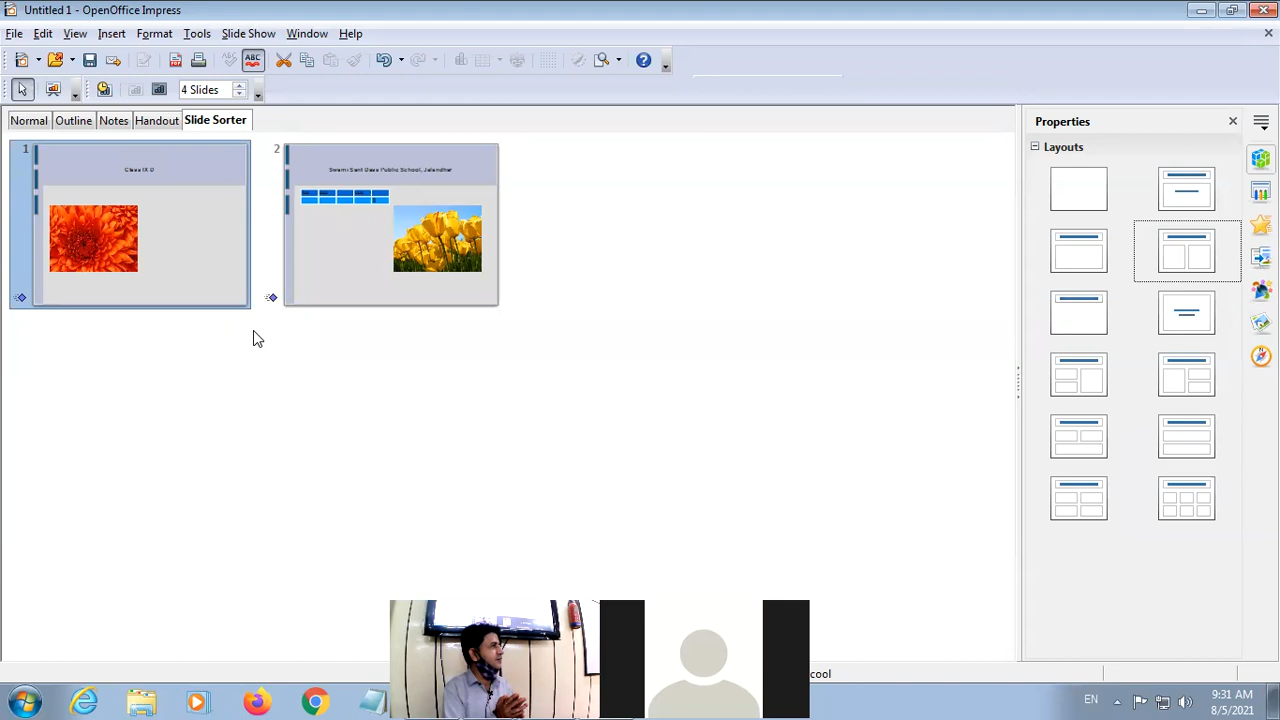 Untitled 1 - OpenOffice Impress
File Edit View Insert Format Tools Slide Show Window Help
ABC ABC
4 Slides
Normal Outline Notes Handout Slide Sorter
Properties
Layouts
1
Class IX D
2
Swami Sant Dass Public School, Jalandhar
cool
EN
9:31 AM
8/5/2021